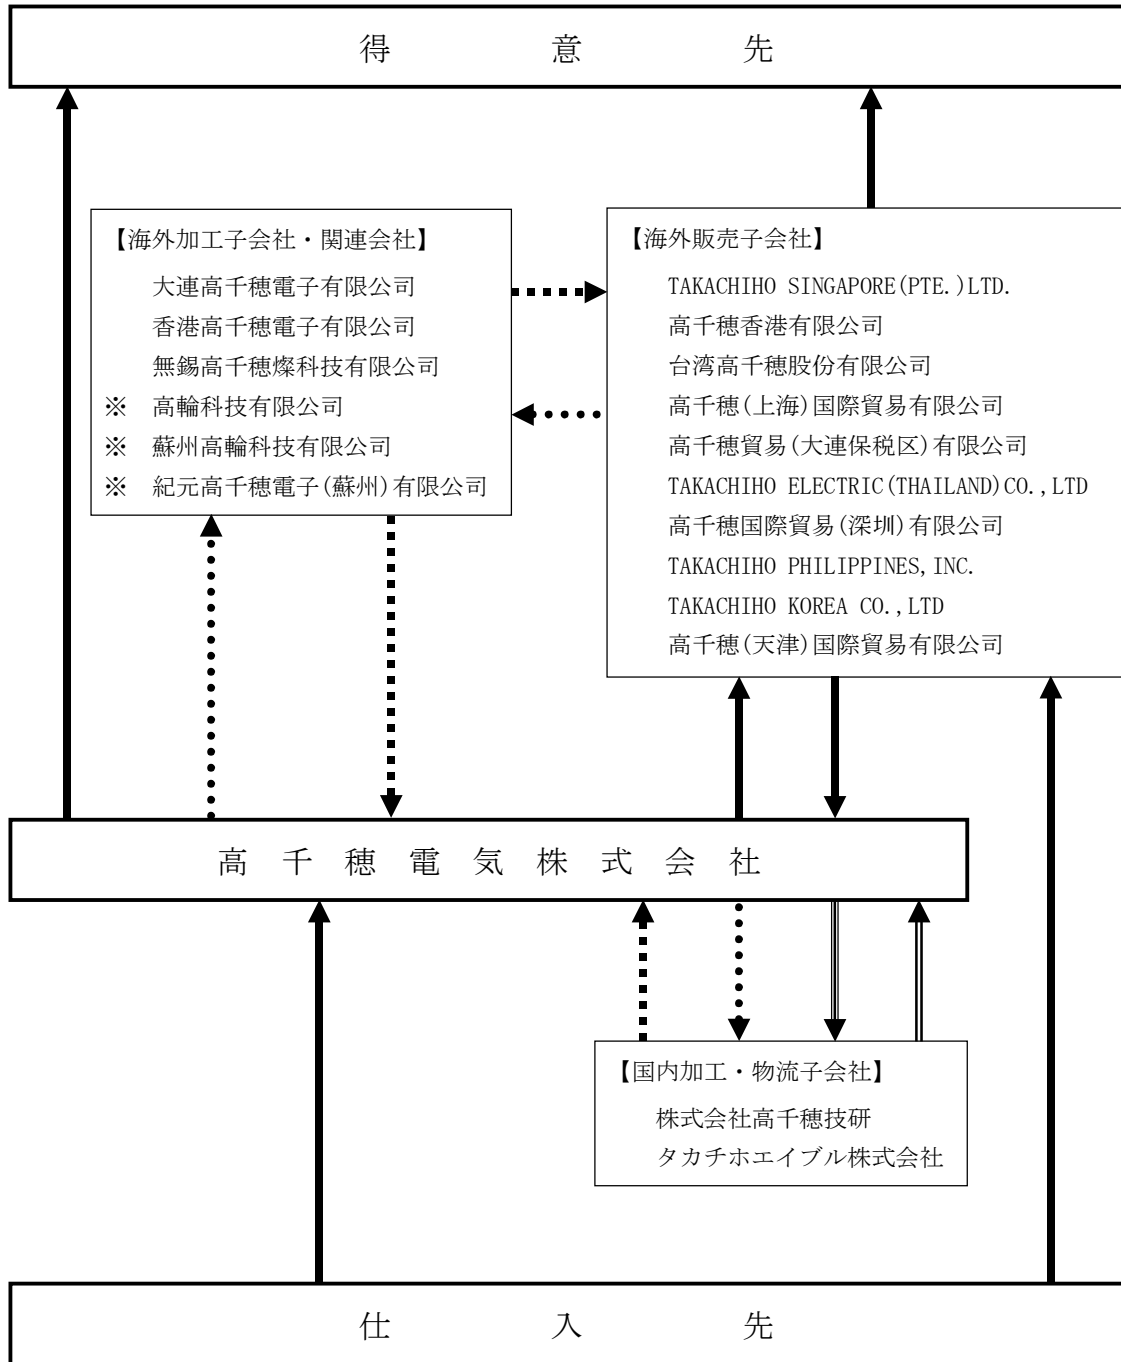 得意先
【海外加工子会社・関連会社】
大連高千穂電子有限公司
香港高千穂電子有限公司
無錫高千穂燦科技有限公司
※ 高輪科技有限公司
※ 蘇州高輪科技有限公司
※ 紀元高千穂電子(蘇州)有限公司
【海外販売子会社】
TAKACHIHO SINGAPORE(PTE.)LTD.
高千穂香港有限公司
台湾高千穂股份有限公司
高千穂(上海)国際貿易有限公司
高千穂貿易(大連保税区)有限公司
TAKACHIHO ELECTRIC(THAILAND)CO.,LTD
高千穂国際貿易(深圳)有限公司
TAKACHIHO PHILIPPINES,INC.
TAKACHIHO KOREA CO.,LTD
高千穂(天津)国際貿易有限公司
高千穂電気株式会社
【国内加工・物流子会社】
株式会社高千穂技研
タカチホエイブル株式会社
仕入先